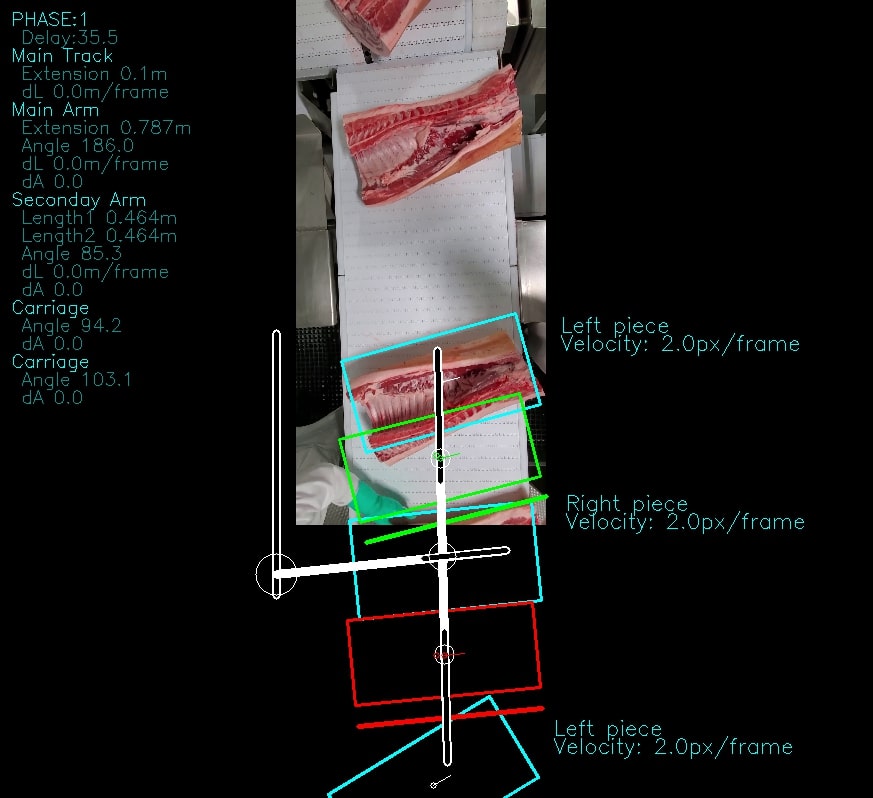 PHASE:1
Delay:35.5
Main Track
Extension 0.1m
dL 0.0m/frame
Main Arm
Extension 0.787m
Angle 186.0
dL 0.0m/frame
dA 0.0
Seconday Arm
Length1 0.464m
Length2 0.464m
Angle 85.3
dL 0.0m/frame
dA 0.0
Carriage
Angle 94.2
dA 0.0
Carriage
Angle 103.1
dA 0.0
Left piece
Velocity: 2.0px/frame
Right piece
Velocity: 2.0px/frame
Left piece
Velocity: 2.0px/frame